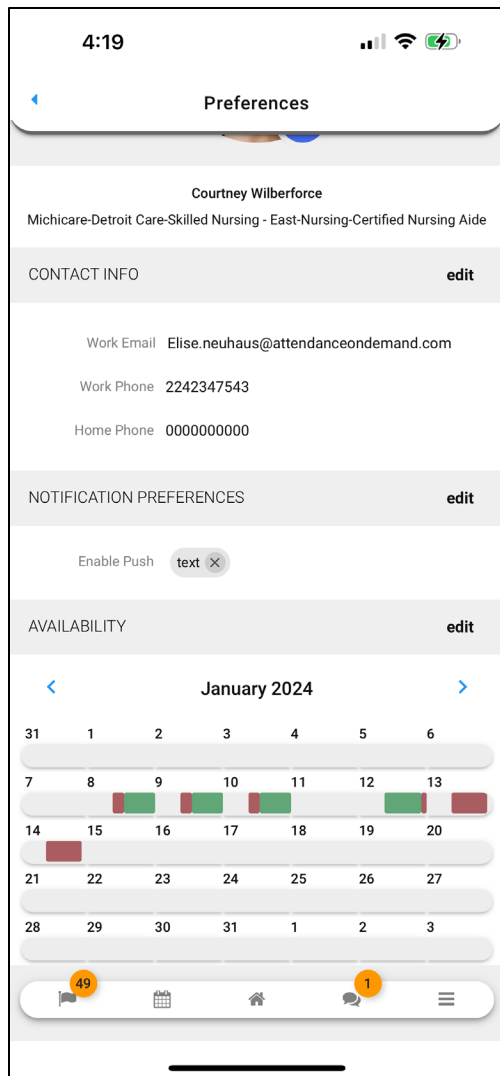 4:19
Preferences
Courtney Wilberforce
Michicare-Detroit Care-Skilled Nursing - East-Nursing-Certified Nursing Aide
CONTACT INFO edit
Work Email Elise.neuhaus@attendanceondemand.com
Work Phone 2242347543
Home Phone 0000000000
NOTIFICATION PREFERENCES edit
Enable Push text
AVAILABILITY edit
January 2024
31 1 2 3 4 5 6
7 8 9 10 11 12 13
14 15 16 17 18 19 20
21 22 23 24 25 26 27
28 29 30 31 1 2 3
49 1